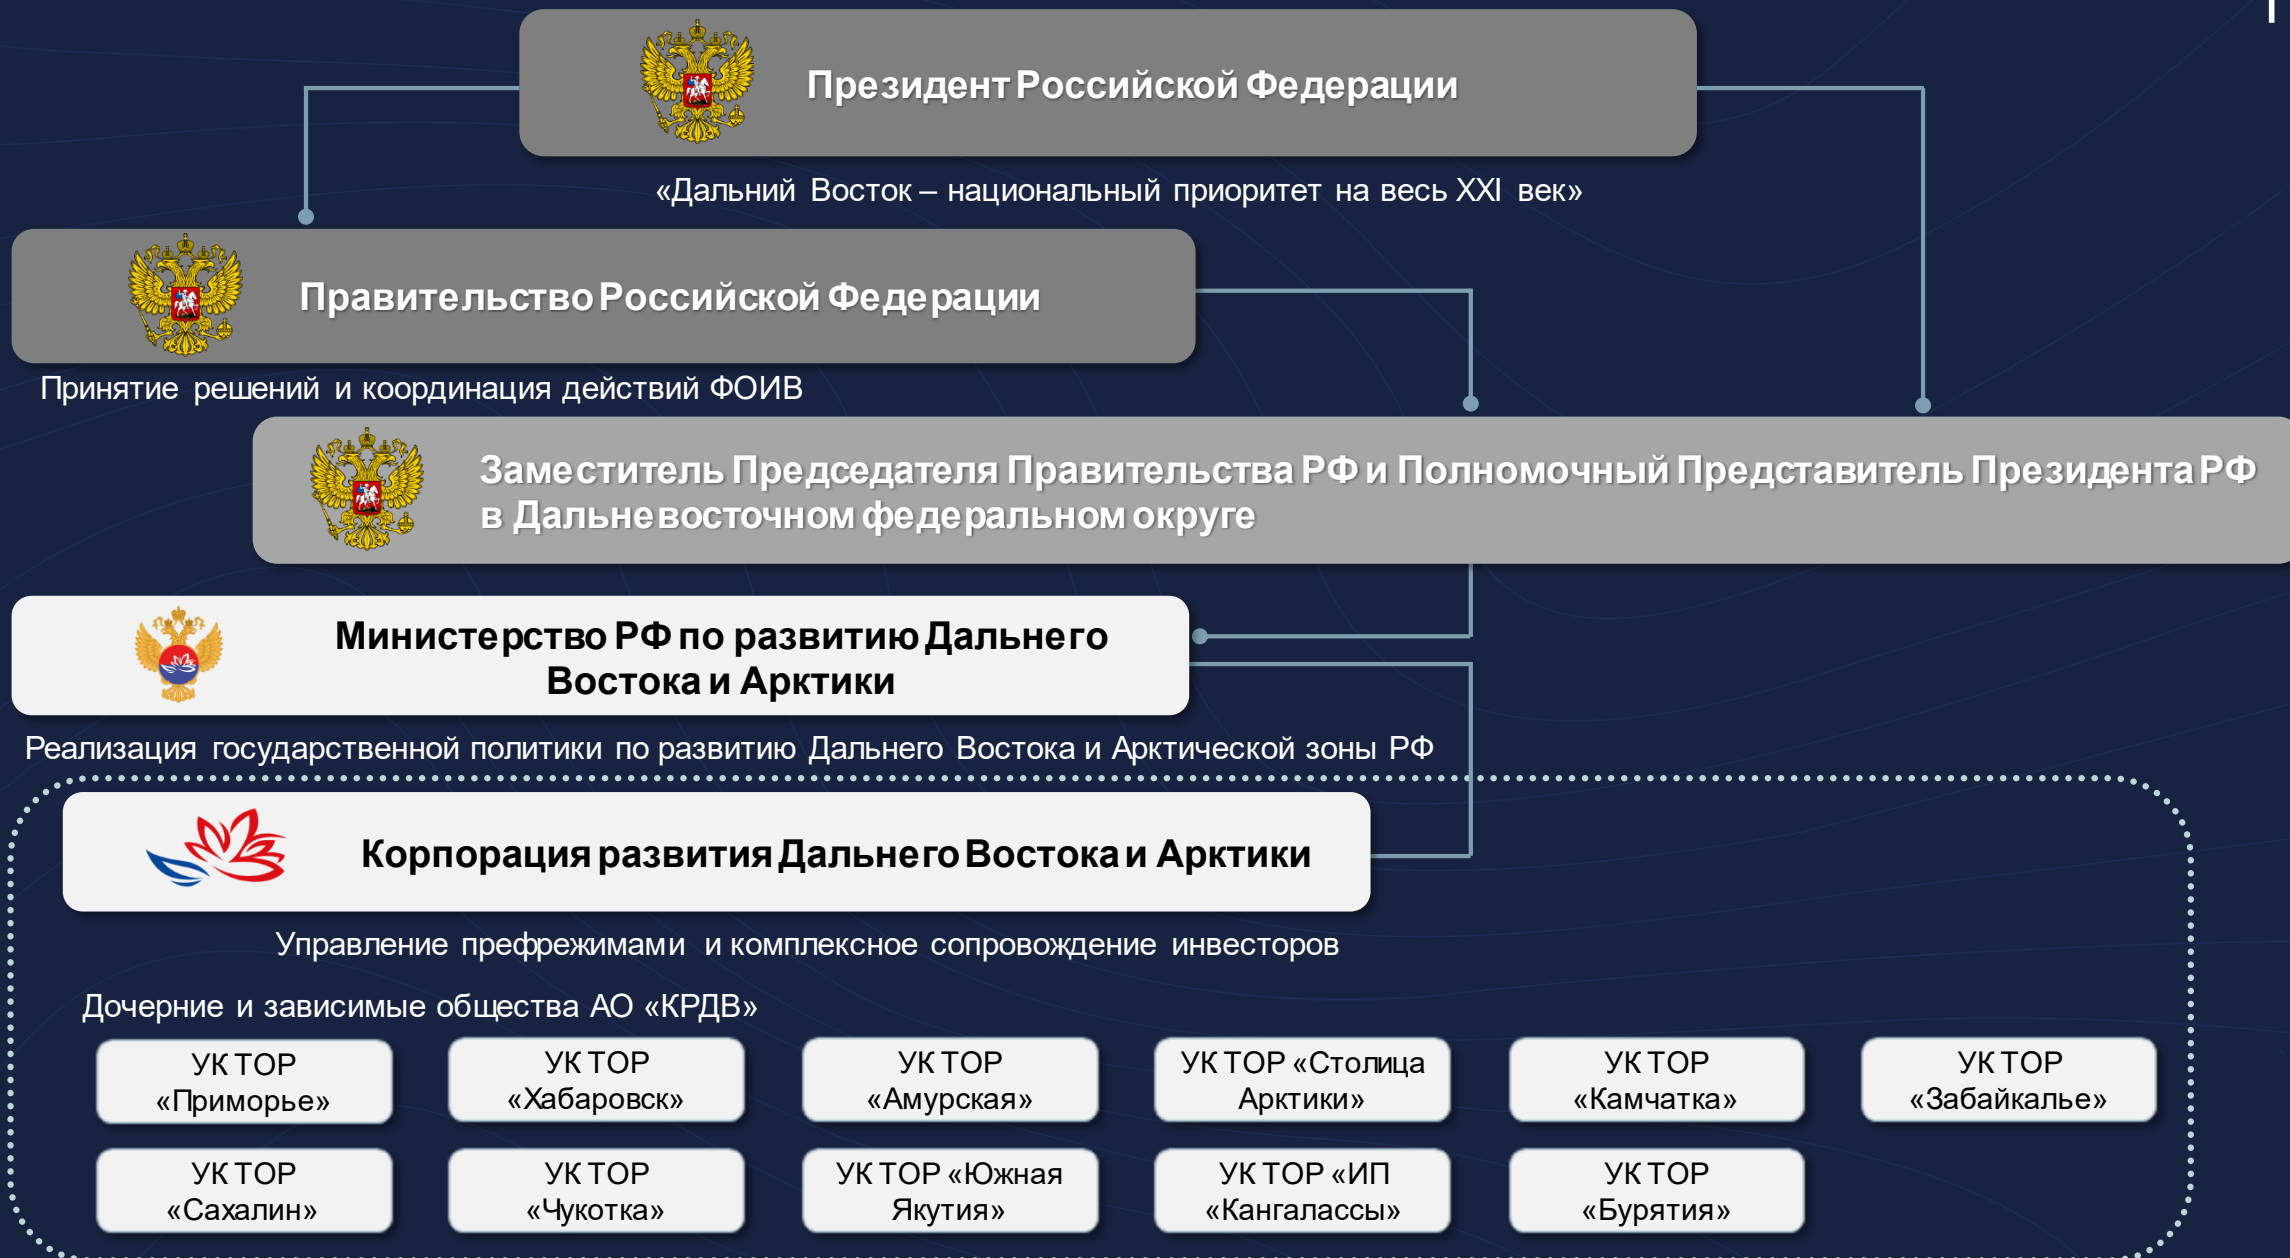 Президент Российской Федерации
«Дальний Восток – национальный приоритет на весь XXI век»
Правительство Российской Федерации
Принятие решений и координация действий ФОИВ
Заместитель Председателя Правительства РФ и Полномочный Представитель Президента РФ
в Дальневосточном федеральном округе
Министерство РФ по развитию Дальнего
Востока и Арктики
Реализация государственной политики по развитию Дальнего Востока и Арктической зоны РФ
Корпорация развития Дальнего Востока и Арктики
Управление префрежимами и комплексное сопровождение инвесторов
Дочерние и зависимые общества АО «КРДВ»
УК ТОР
«Приморье»
УК ТОР
«Хабаровск»
УК ТОР
«Амурская»
УК ТОР «Столица
Арктики»
УК ТОР
«Камчатка»
УК ТОР
«Забайкалье»
УК ТОР
«Сахалин»
УК ТОР
«Чукотка»
УК ТОР «Южная
Якутия»
УК ТОР «ИП
«Кангалассы»
УК ТОР
«Бурятия»